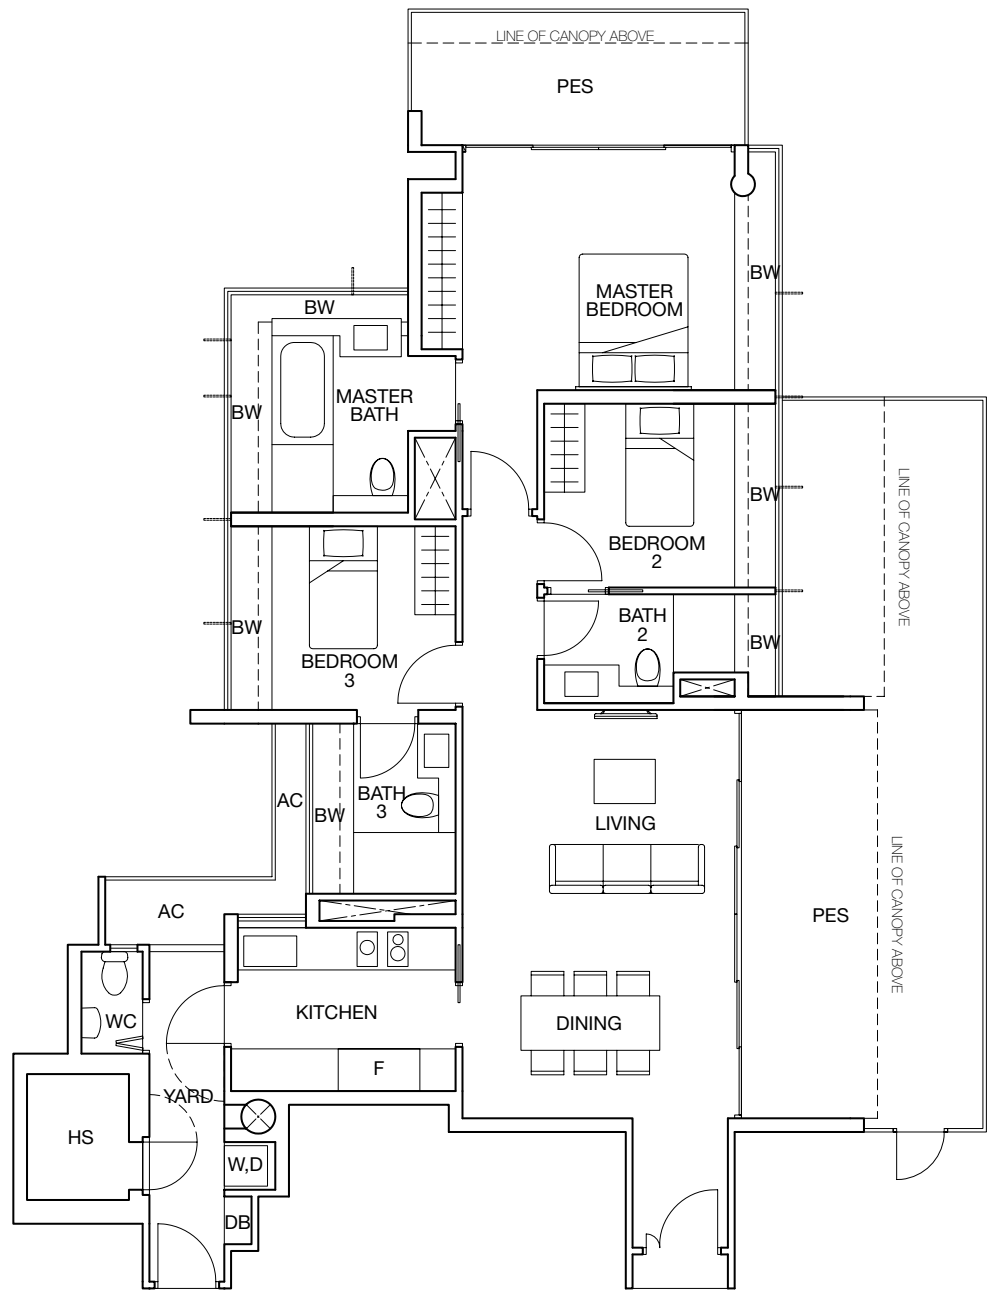 LINE OF CANOPY ABOVE
PES
BW
MASTER
BEDROOM
BW
MASTER
BATH
BW
LINE OF CANOPY ABOVE
BW
BEDROOM
2
BATH
2
BW
BW
BEDROOM
3
AC
BW
BATH
3
LIVING
LINE OF CANOPY ABOVE
AC
PES
WC
KITCHEN
DINING
F
YARD
HS
W,D
DB